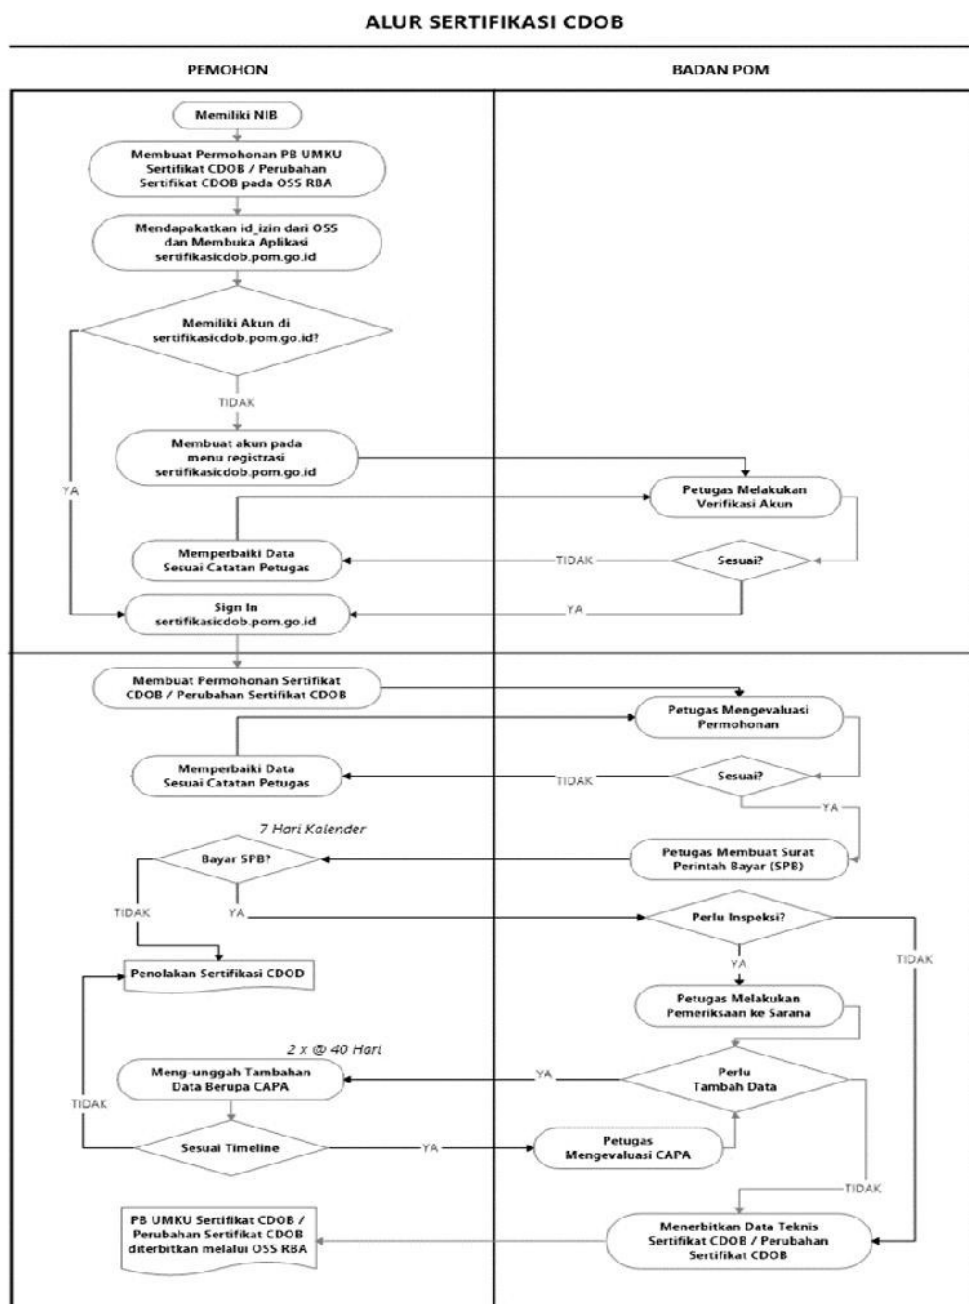 ALUR SERTIFIKASI CDOB
PEMOHON
BADAN POM
Memiliki NIB
Membuat Permohonan PB UMKU
Sertifikat CDOB / Perubahan
Sertifikat CDOB pada OSS RBA
Mendapakatkan id_izin dari OSS
dan Membuka Aplikasi
sertifikasicdob.pom.go.id
Memiliki Akun di
sertifikasicdob.pom.go.id?
TIDAK
Membuat akun pada
menu registrasi
sertifikasicdob.pom.go.id
YA
Petugas Melakukan
Verifikasi Akun
Memperbaiki Data
Sesuai Catatan Petugas
TIDAK
Sesuai?
Sign In
sertifikasicdob.pom.go.id
YA
Membuat Permohonan Sertifikat
CDOB / Perubahan Sertifikat CDOB
Petugas Mengevaluasi
Permohonan
Memperbaiki Data
Sesuai Catatan Petugas
TIDAK
Sesuai?
YA
7 Hari Kalender
Bayar SPB?
Petugas Membuat Surat
Perintah Bayar (SPB)
TIDAK
YA
Perlu Inspeksi?
TIDAK
YA
Penolakan Sertifikasi CDOD
Petugas Melakukan
Pemeriksaan ke Sarana
2 x @ 40 Hari
Meng-unggah Tambahan
Data Berupa CAPA
YA
Perlu
Tambah Data
TIDAK
Sesuai Timeline
YA
Petugas
Mengevaluasi CAPA
TIDAK
PB UMKU Sertifikat CDOB /
Perubahan Sertifikat CDOB
diterbitkan melalui OSS RBA
Menerbitkan Data Teknis
Sertifikat CDOB / Perubahan
Sertifikat CDOB